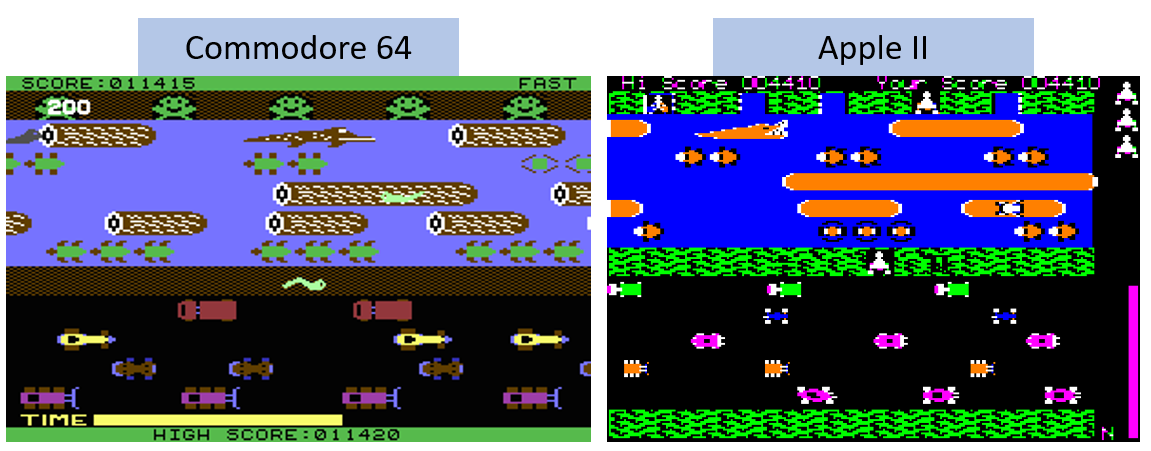 Commodore 64
Apple II
SCORE:011415 FAST
200
TIME
HIGH SCORE:011420
Hi Score 004410 Your Score 004410
N